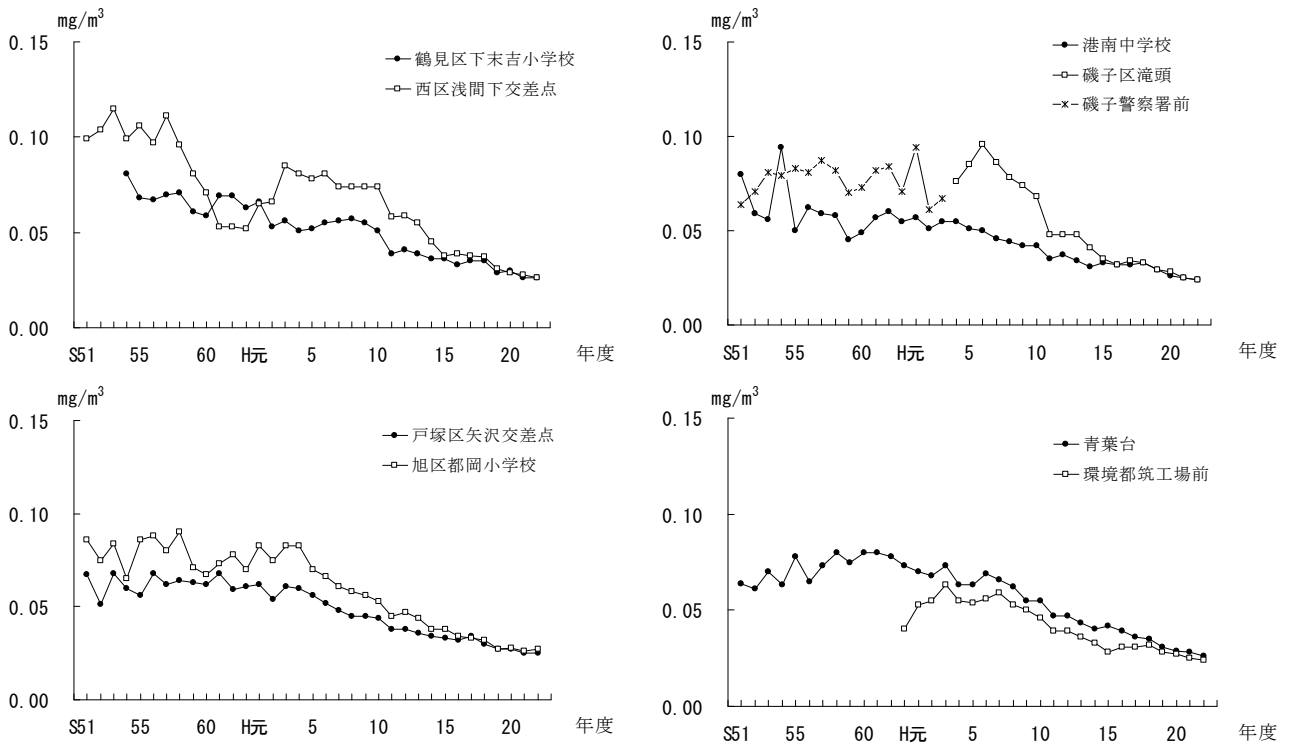 mg/m³
0.15
0.10
0.05
0.00
鶴見区下末吉小学校
西区浅間下交差点
S51 55 60 H元 5 10 15 20 年度
mg/m³
0.15
0.10
0.05
0.00
港南中学校
磯子区滝頭
磯子警察署前
S51 55 60 H元 5 10 15 20 年度
mg/m³
0.15
0.10
0.05
0.00
戸塚区矢沢交差点
旭区都岡小学校
S51 55 60 H元 5 10 15 20 年度
mg/m³
0.15
0.10
0.05
0.00
青葉台
環境都筑工場前
S51 55 60 H元 5 10 15 20 年度